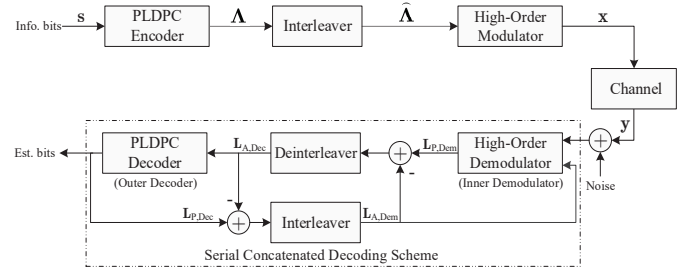 Info. bits
s
PLDPC
Encoder
Λ
Interleaver
Λ̂
High-Order
Modulator
x
Channel
y
Noise
High-Order
Demodulator
(Inner Demodulator)
L_P,Dem
-
Deinterleaver
L_A,Dec
PLDPC
Decoder
(Outer Decoder)
Est. bits
-
L_P,Dec
Interleaver
L_A,Dem
Serial Concatenated Decoding Scheme